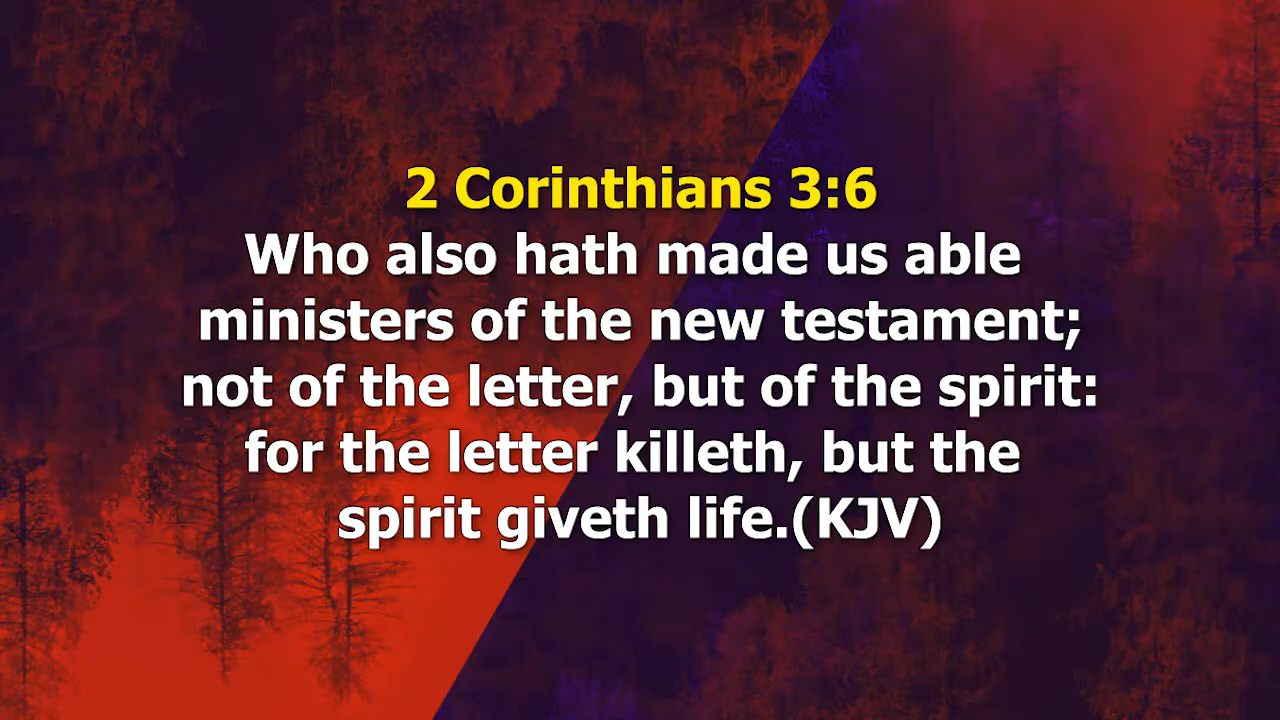 2 Corinthians 3:6
Who also hath made us able
ministers of the new testament;
not of the letter, but of the spirit:
for the letter killeth, but the
spirit giveth life.(KJV)